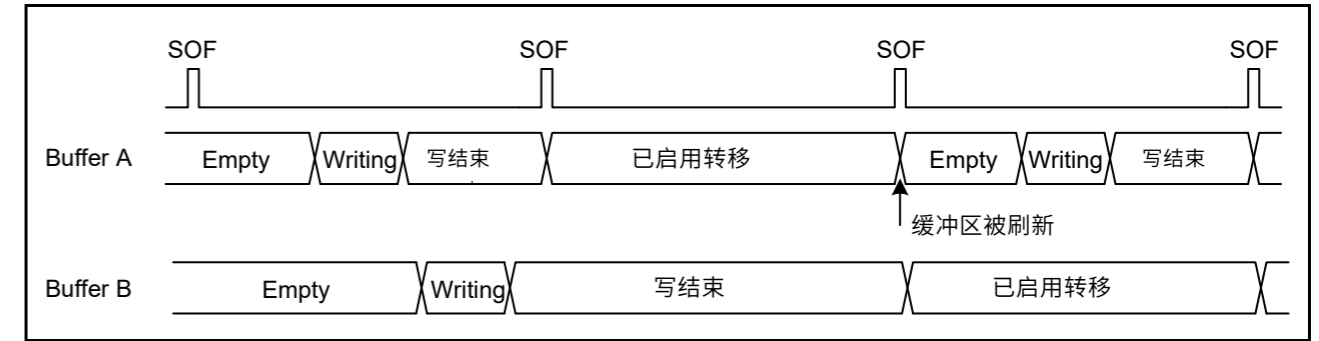 SOF SOF SOF SOF
Buffer A Empty Writing 写结束 已启用转移 Empty Writing 写结束
缓冲区被刷新
Buffer B Empty Writing 写结束 已启用转移